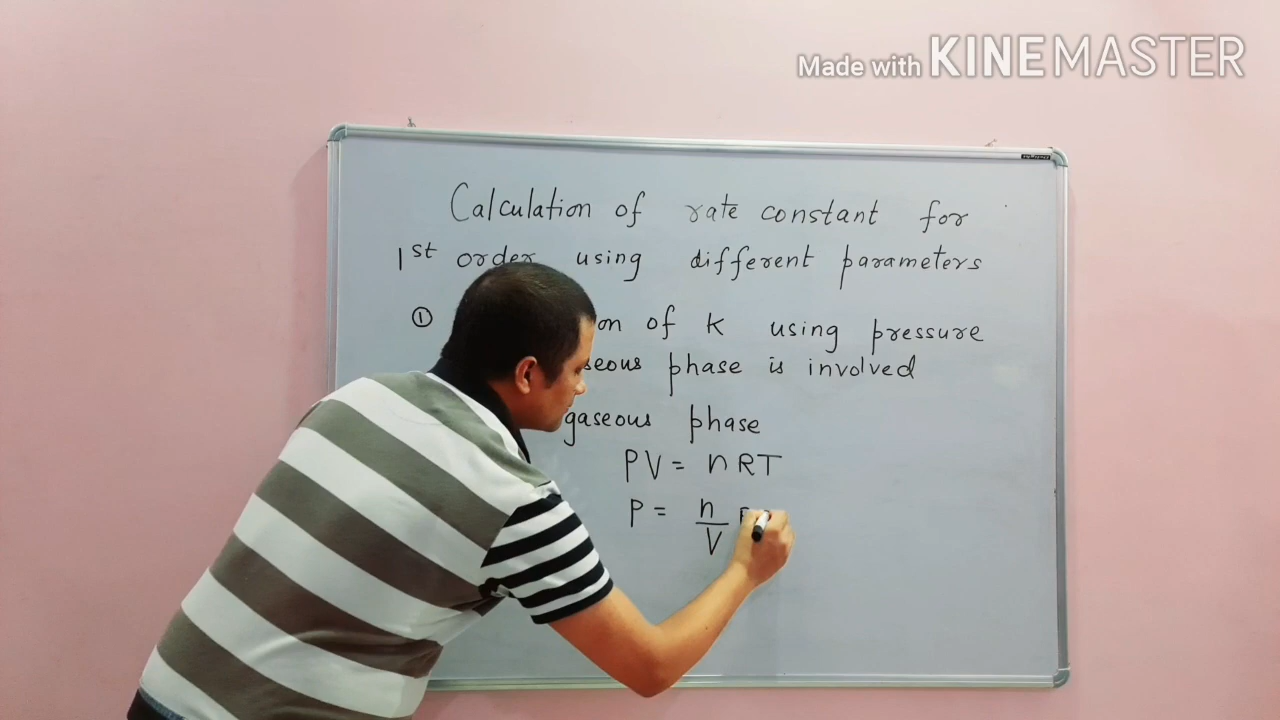 Made with KINEMASTER
Calculation of rate constant for
1st order using different parameters
① on of k using pressure
seous phase is involved
gaseous phase
PV = nRT
P = n/V